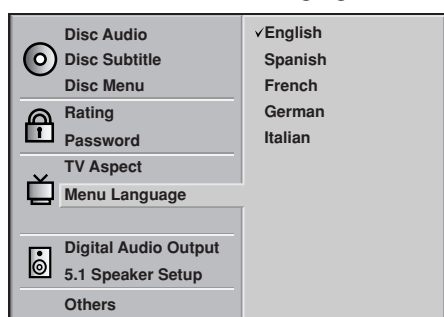 Disc Audio
Disc Subtitle
Disc Menu
Rating
Password
TV Aspect
Menu Language
Digital Audio Output
5.1 Speaker Setup
Others
✓English
Spanish
French
German
Italian